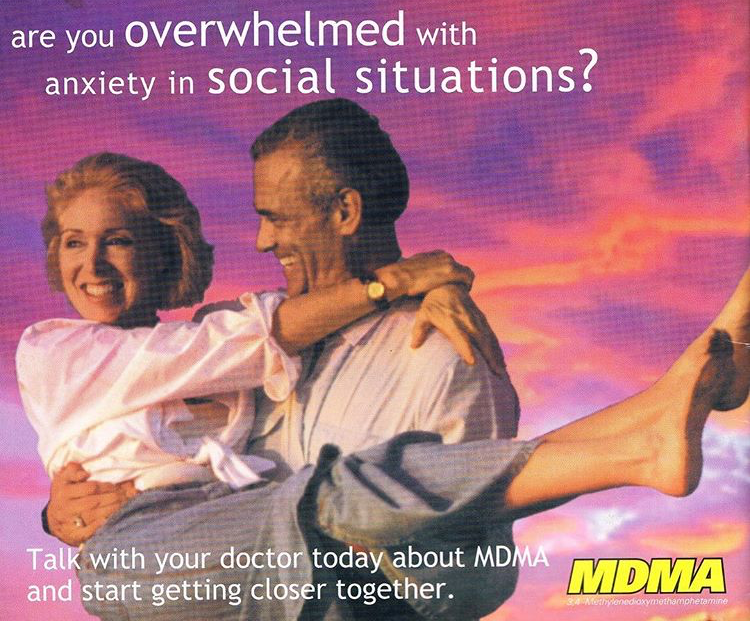 are you overwhelmed with
anxiety in social situations?
Talk with your doctor today about MDMA
and start getting closer together.
MDMA
3,4-Methylenedioxymethamphetamine